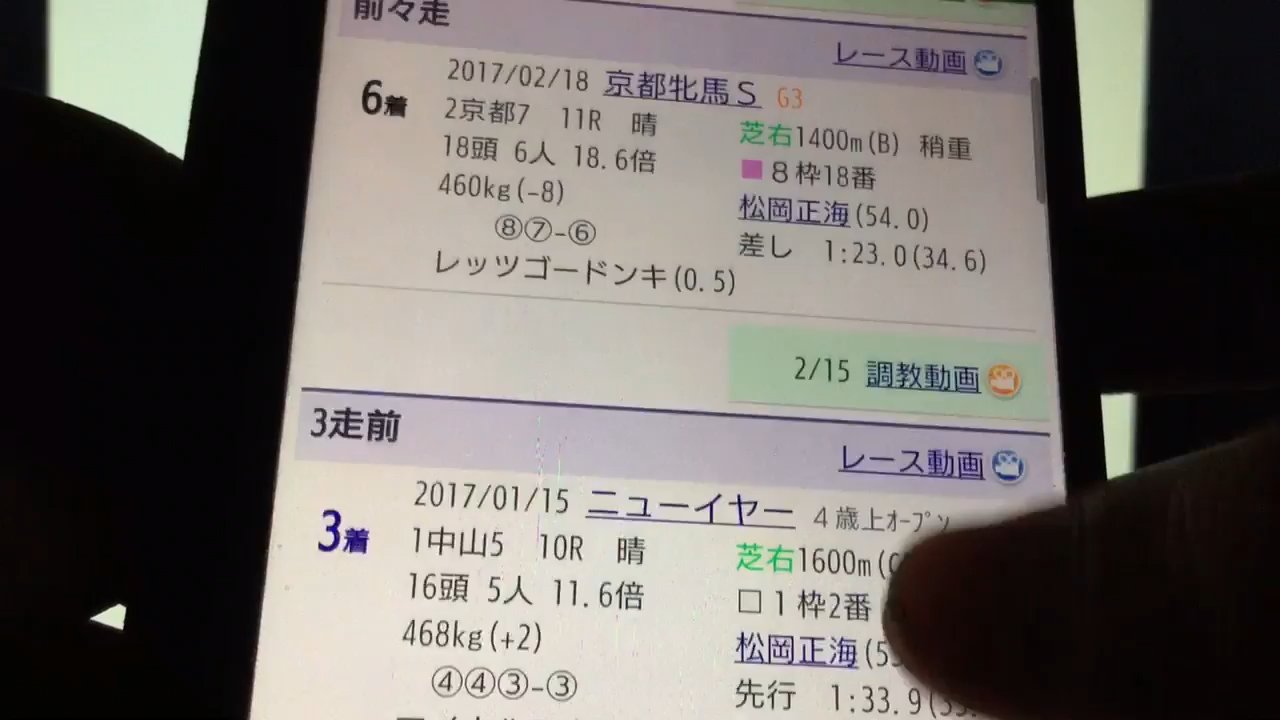 前々走
レース動画
6着
2017/02/18 京都牝馬S G3
2京都7 11R 晴
芝右1400m(B) 稍重
18頭 6人 18.6倍
8枠18番
460kg(-8)
松岡正海(54.0)
⑧⑦-⑥
差し 1:23.0(34.6)
レッツゴードンキ(0.5)
2/15 調教動画
3走前
レース動画
3着
2017/01/15 ニューイヤー 4歳上オープン
1中山5 10R 晴
芝右1600m
16頭 5人 11.6倍
1枠2番
468kg(+2)
松岡正海
④④③-③
先行 1:33.9